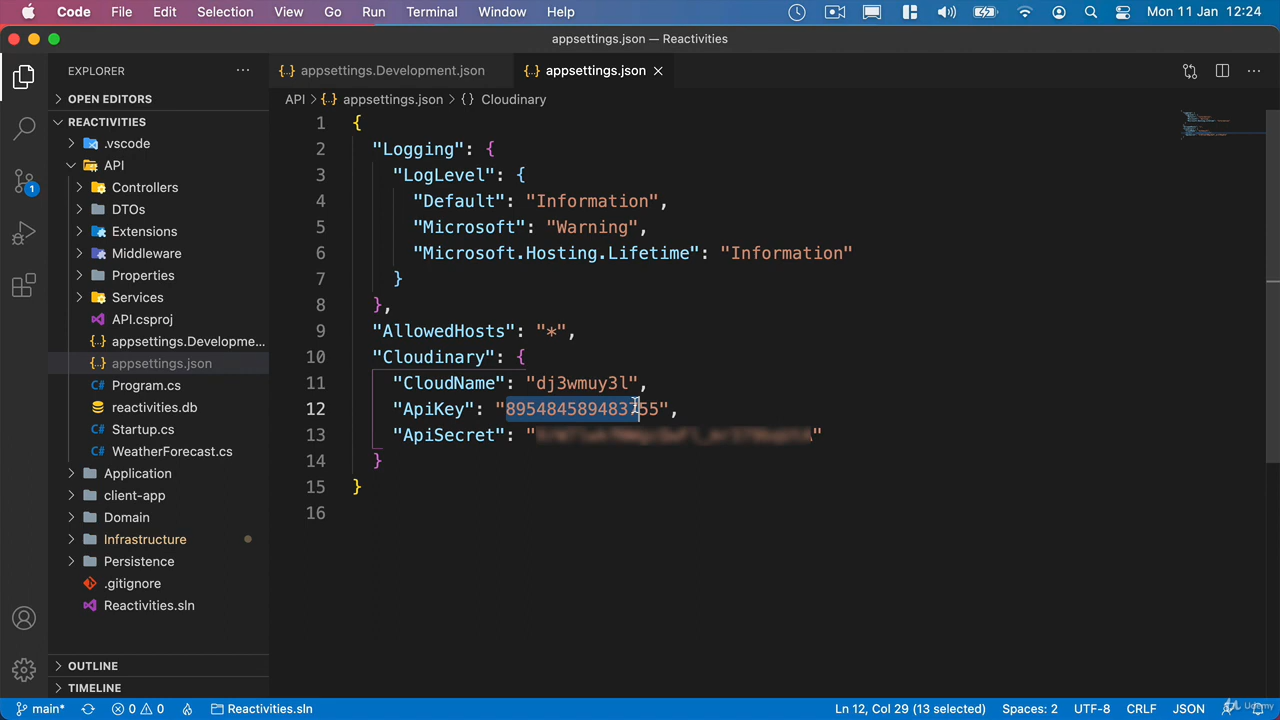 Code File Edit Selection View Go Run Terminal Window Help Mon 11 Jan 12:24
appsettings.json — Reactivities
EXPLORER
appsettings.Development.json
appsettings.json
OPEN EDITORS
API > appsettings.json > Cloudinary
REACTIVITIES
.vscode
API
Controllers
DTOs
Extensions
Middleware
Properties
Services
API.csproj
appsettings.Developme...
appsettings.json
Program.cs
reactivities.db
Startup.cs
WeatherForecast.cs
Application
client-app
Domain
Infrastructure
Persistence
.gitignore
Reactivities.sln
OUTLINE
TIMELINE
1
1 {
2 "Logging": {
3 "LogLevel": {
4 "Default": "Information",
5 "Microsoft": "Warning",
6 "Microsoft.Hosting.Lifetime": "Information"
7 }
8 },
9 "AllowedHosts": "*",
10 "Cloudinary": {
11 "CloudName": "dj3wmuy3l",
12 "ApiKey": ",
13 "ApiSecret": " "
14 }
15 }
16
main* 0 0 Reactivities.sln Ln 12, Col 29 (13 selected) Spaces: 2 UTF-8 CRLF JSON
Udemy